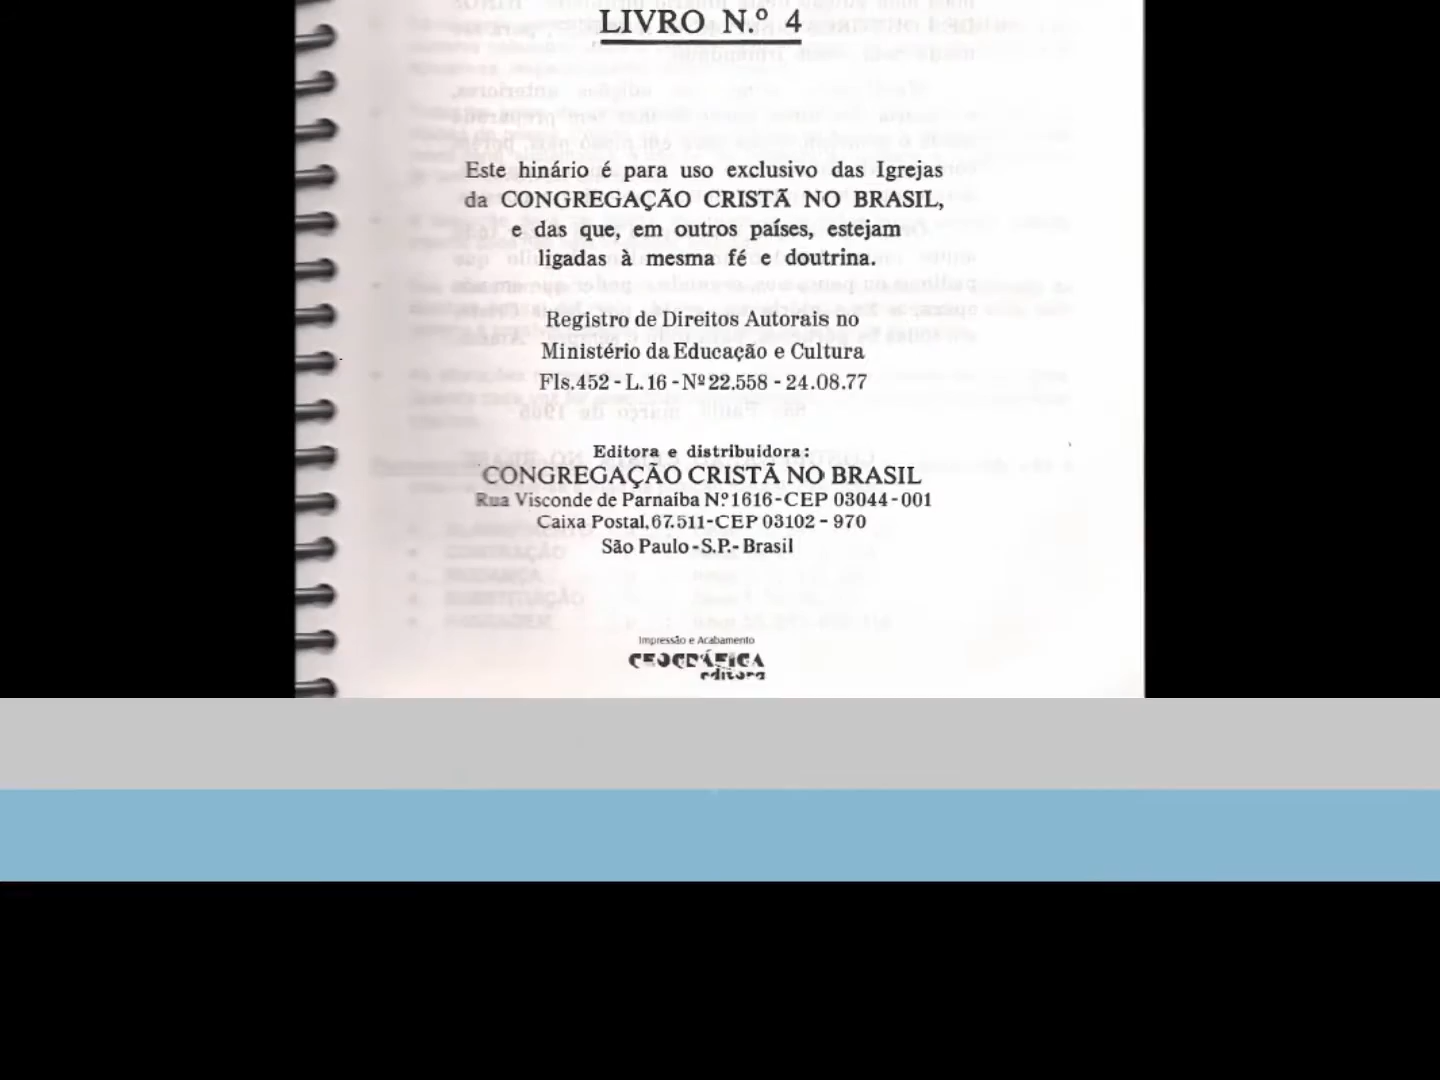 LIVRO N.º 4
Este hinário é para uso exclusivo das Igrejas
da CONGREGAÇÃO CRISTÃ NO BRASIL,
e das que, em outros países, estejam
ligadas à mesma fé e doutrina.
Registro de Direitos Autorais no
Ministério da Educação e Cultura
Fls.452 - L.16 - Nº 22.558 - 24.08.77
Editora e distribuidora:
CONGREGAÇÃO CRISTÃ NO BRASIL
Rua Visconde de Parnaíba N.º 1616-CEP 03044-001
Caixa Postal, 67.511-CEP 03102 - 970
São Paulo - S.P.- Brasil
Impressão e Acabamento
GEOGRÁFICA
editora